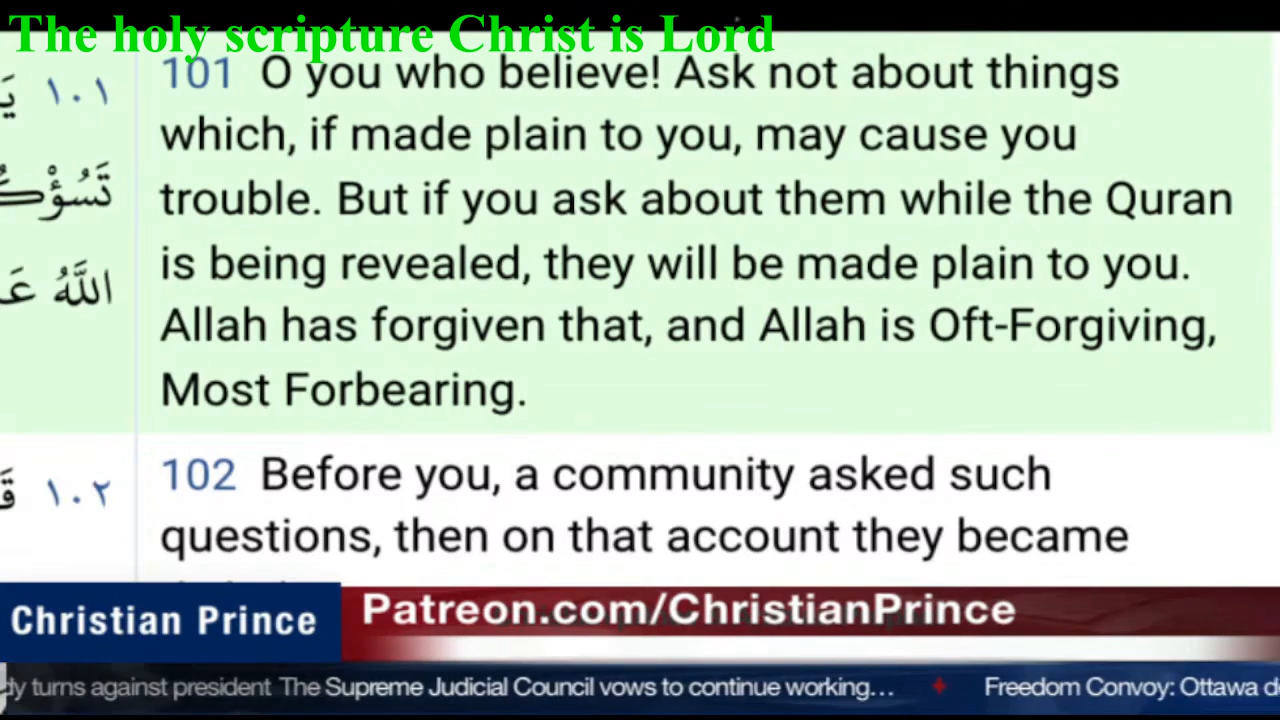 The holy scripture Christ is Lord
١٠١
101 O you who believe! Ask not about things
which, if made plain to you, may cause you
trouble. But if you ask about them while the Quran
is being revealed, they will be made plain to you.
Allah has forgiven that, and Allah is Oft-Forgiving,
Most Forbearing.
اللَّهُ
١٠٢
102 Before you, a community asked such
questions, then on that account they became
Christian Prince
Patreon.com/ChristianPrince
turns against president The Supreme Judicial Council vows to continue working... Freedom Convoy: Ottawa